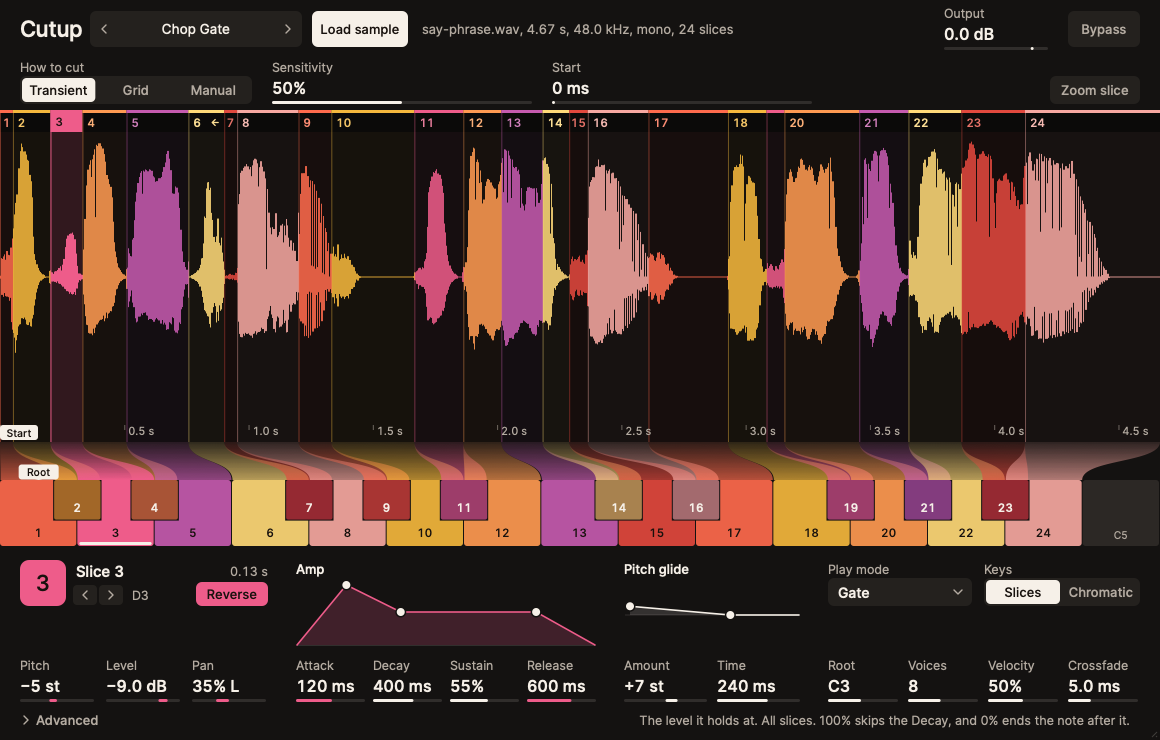 Cutup
Chop Gate
Load sample
say-phrase.wav, 4.67 s, 48.0 kHz, mono, 24 slices
Output
0.0 dB
Bypass
How to cut
Transient Grid Manual
Sensitivity
50%
Start
0 ms
Zoom slice
1 2 3 4 5 6 ← 7 8 9 10 11 12 13 14 15 16 17 18 20 21 22 23 24
Start
0.5 s 1.0 s 1.5 s 2.0 s 2.5 s 3.0 s 3.5 s 4.0 s 4.5 s
Root
2 4 7 9 11 14 16 19 21 23
1 3 5 6 8 10 12 13 15 17 18 20 22 24 C5
3
Slice 3
0.13 s
D3
Reverse
Amp
Pitch glide
Play mode
Gate
Keys
Slices Chromatic
Pitch
−5 st
Level
−9.0 dB
Pan
35% L
Attack
120 ms
Decay
400 ms
Sustain
55%
Release
600 ms
Amount
+7 st
Time
240 ms
Root
C3
Voices
8
Velocity
50%
Crossfade
5.0 ms
Advanced
The level it holds at. All slices. 100% skips the Decay, and 0% ends the note after it.